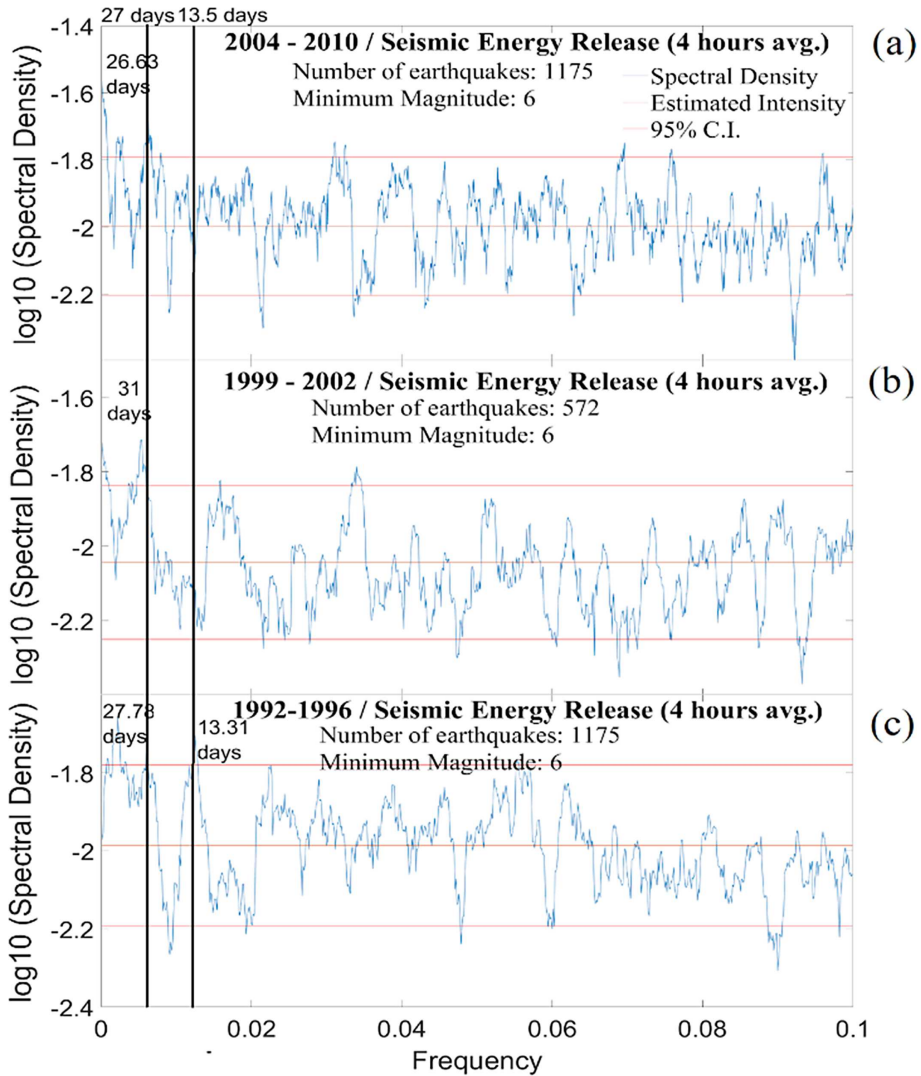 27 days 13.5 days
(a)
2004 - 2010 / Seismic Energy Release (4 hours avg.)
Number of earthquakes: 1175
Minimum Magnitude: 6
Spectral Density
Estimated Intensity
95% C.I.
26.63
days
log10 (Spectral Density)
-1.4
-1.6
-1.8
-2
-2.2
(b)
1999 - 2002 / Seismic Energy Release (4 hours avg.)
Number of earthquakes: 572
Minimum Magnitude: 6
31
days
log10 (Spectral Density)
-1.6
-1.8
-2
-2.2
(c)
1992-1996 / Seismic Energy Release (4 hours avg.)
Number of earthquakes: 1175
Minimum Magnitude: 6
27.78
days
13.31
days
log10 (Spectral Density)
-1.8
-2
-2.2
-2.4
0 0.02 0.04 0.06 0.08 0.1
Frequency